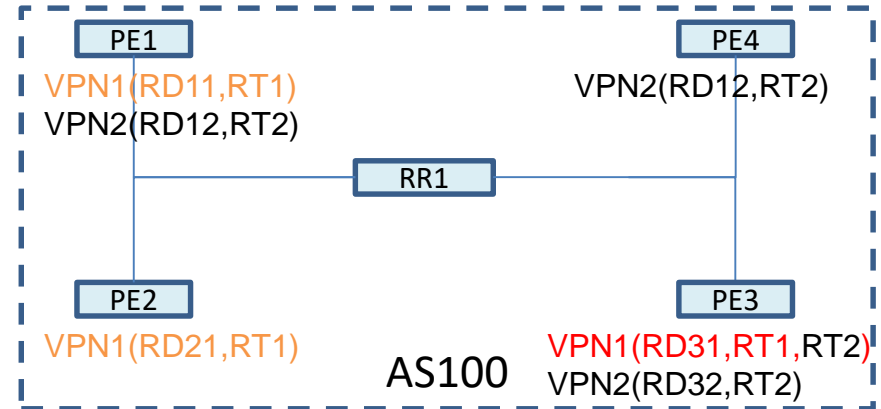 PE1
PE4
VPN1(RD11,RT1)
VPN2(RD12,RT2)
VPN2(RD12,RT2)
RR1
PE2
PE3
VPN1(RD21,RT1)
VPN1(RD31,RT1,RT2)
VPN2(RD32,RT2)
AS100